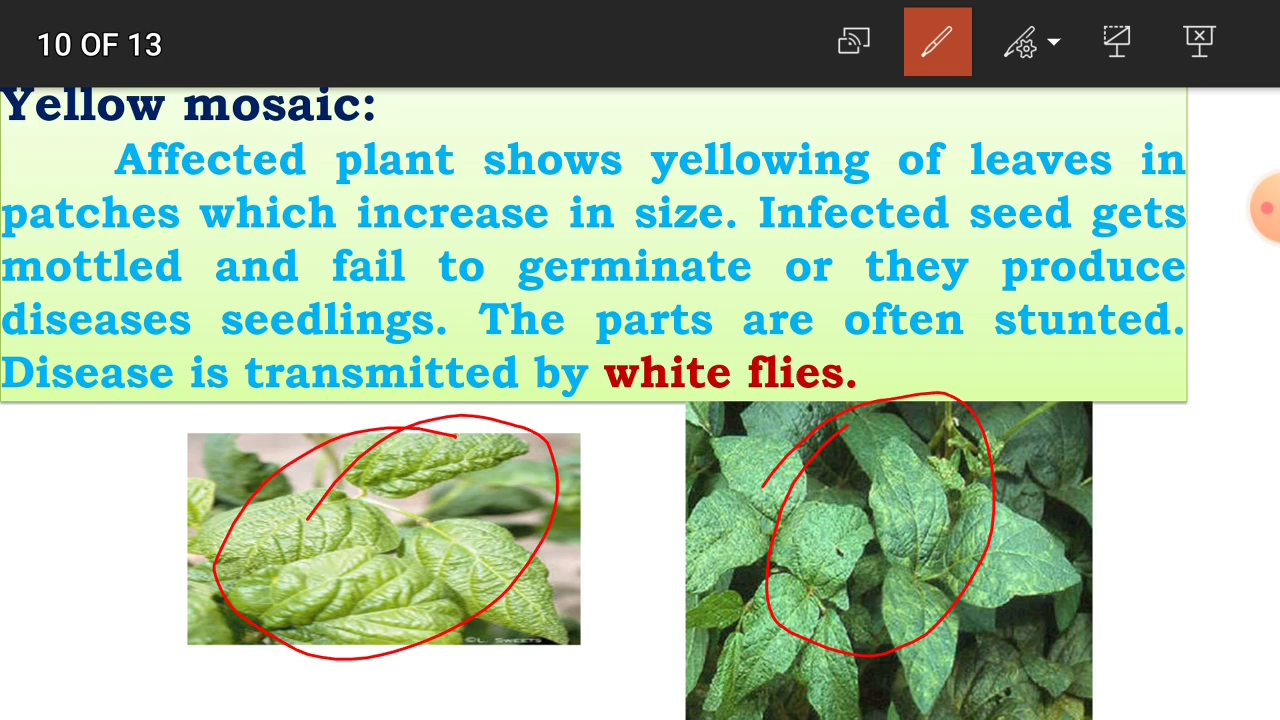 10 OF 13
Yellow mosaic:
Affected plant shows yellowing of leaves in
patches which increase in size. Infected seed gets
mottled and fail to germinate or they produce
diseases seedlings. The parts are often stunted.
Disease is transmitted by white flies.
©L. SWEETS